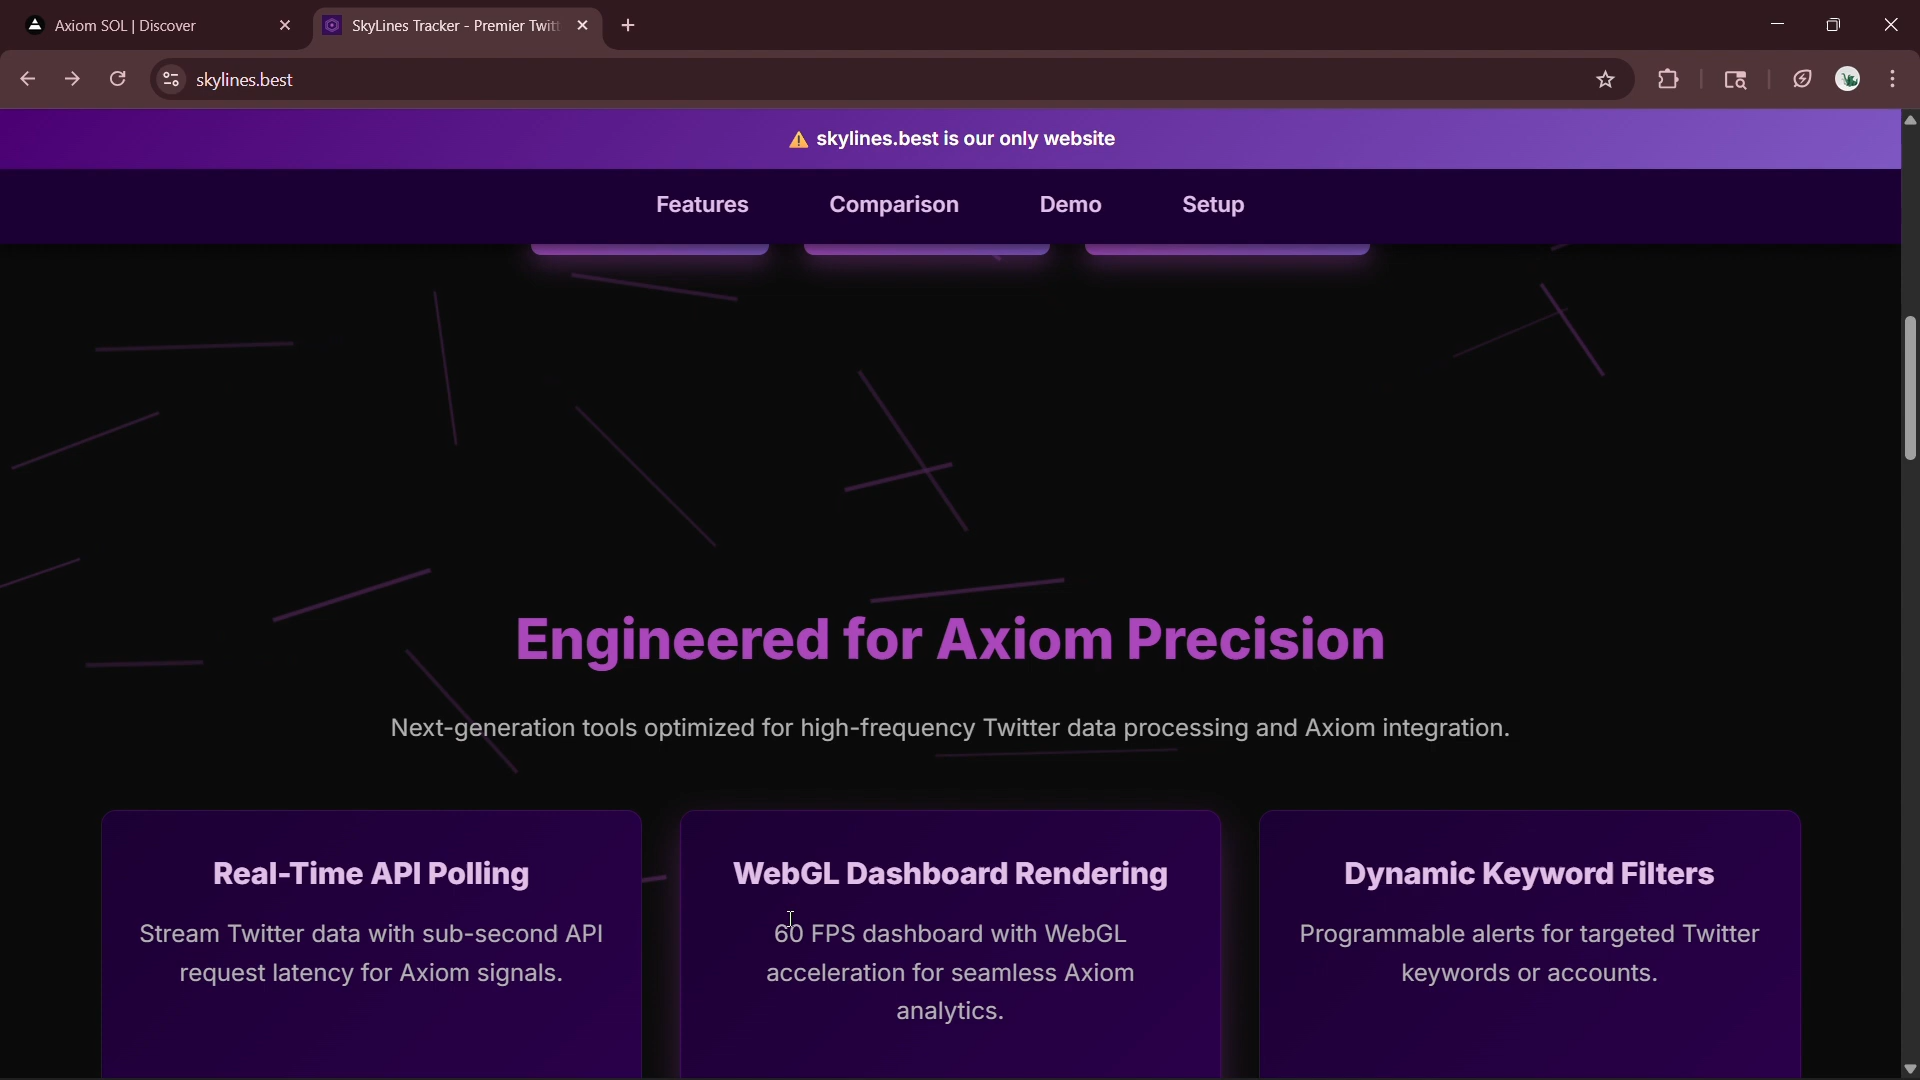 Axiom SOL | Discover
SkyLines Tracker - Premier Twitt
skylines.best
⚠️ skylines.best is our only website
Features
Comparison
Demo
Setup
Engineered for Axiom Precision
Next-generation tools optimized for high-frequency Twitter data processing and Axiom integration.
Real-Time API Polling
Stream Twitter data with sub-second API
request latency for Axiom signals.
WebGL Dashboard Rendering
60 FPS dashboard with WebGL
acceleration for seamless Axiom
analytics.
Dynamic Keyword Filters
Programmable alerts for targeted Twitter
keywords or accounts.